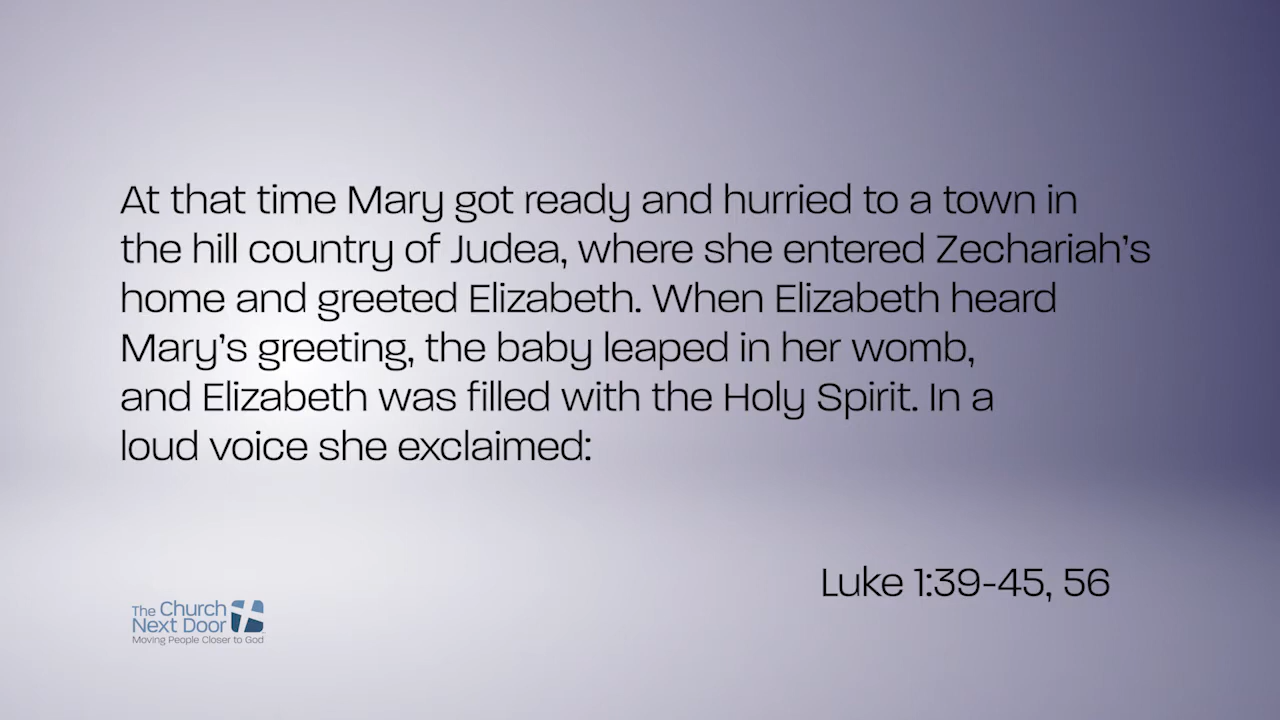 At that time Mary got ready and hurried to a town in
the hill country of Judea, where she entered Zechariah’s
home and greeted Elizabeth. When Elizabeth heard
Mary’s greeting, the baby leaped in her womb,
and Elizabeth was filled with the Holy Spirit. In a
loud voice she exclaimed:
Luke 1:39-45, 56
The Church
Next Door
Moving People Closer to God